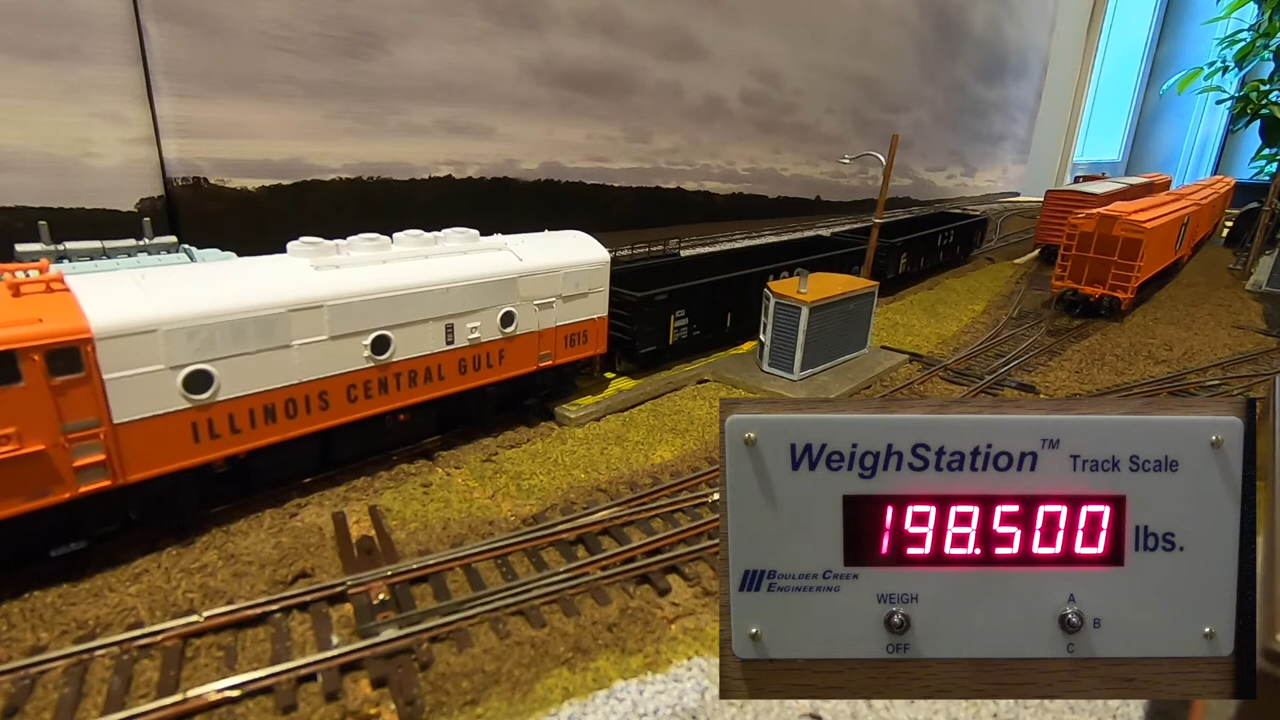 ILLINOIS CENTRAL GULF
1615
WeighStation™
Track Scale
198.500
lbs.
BOULDER CREEK
ENGINEERING
WEIGH
OFF
A
B
C